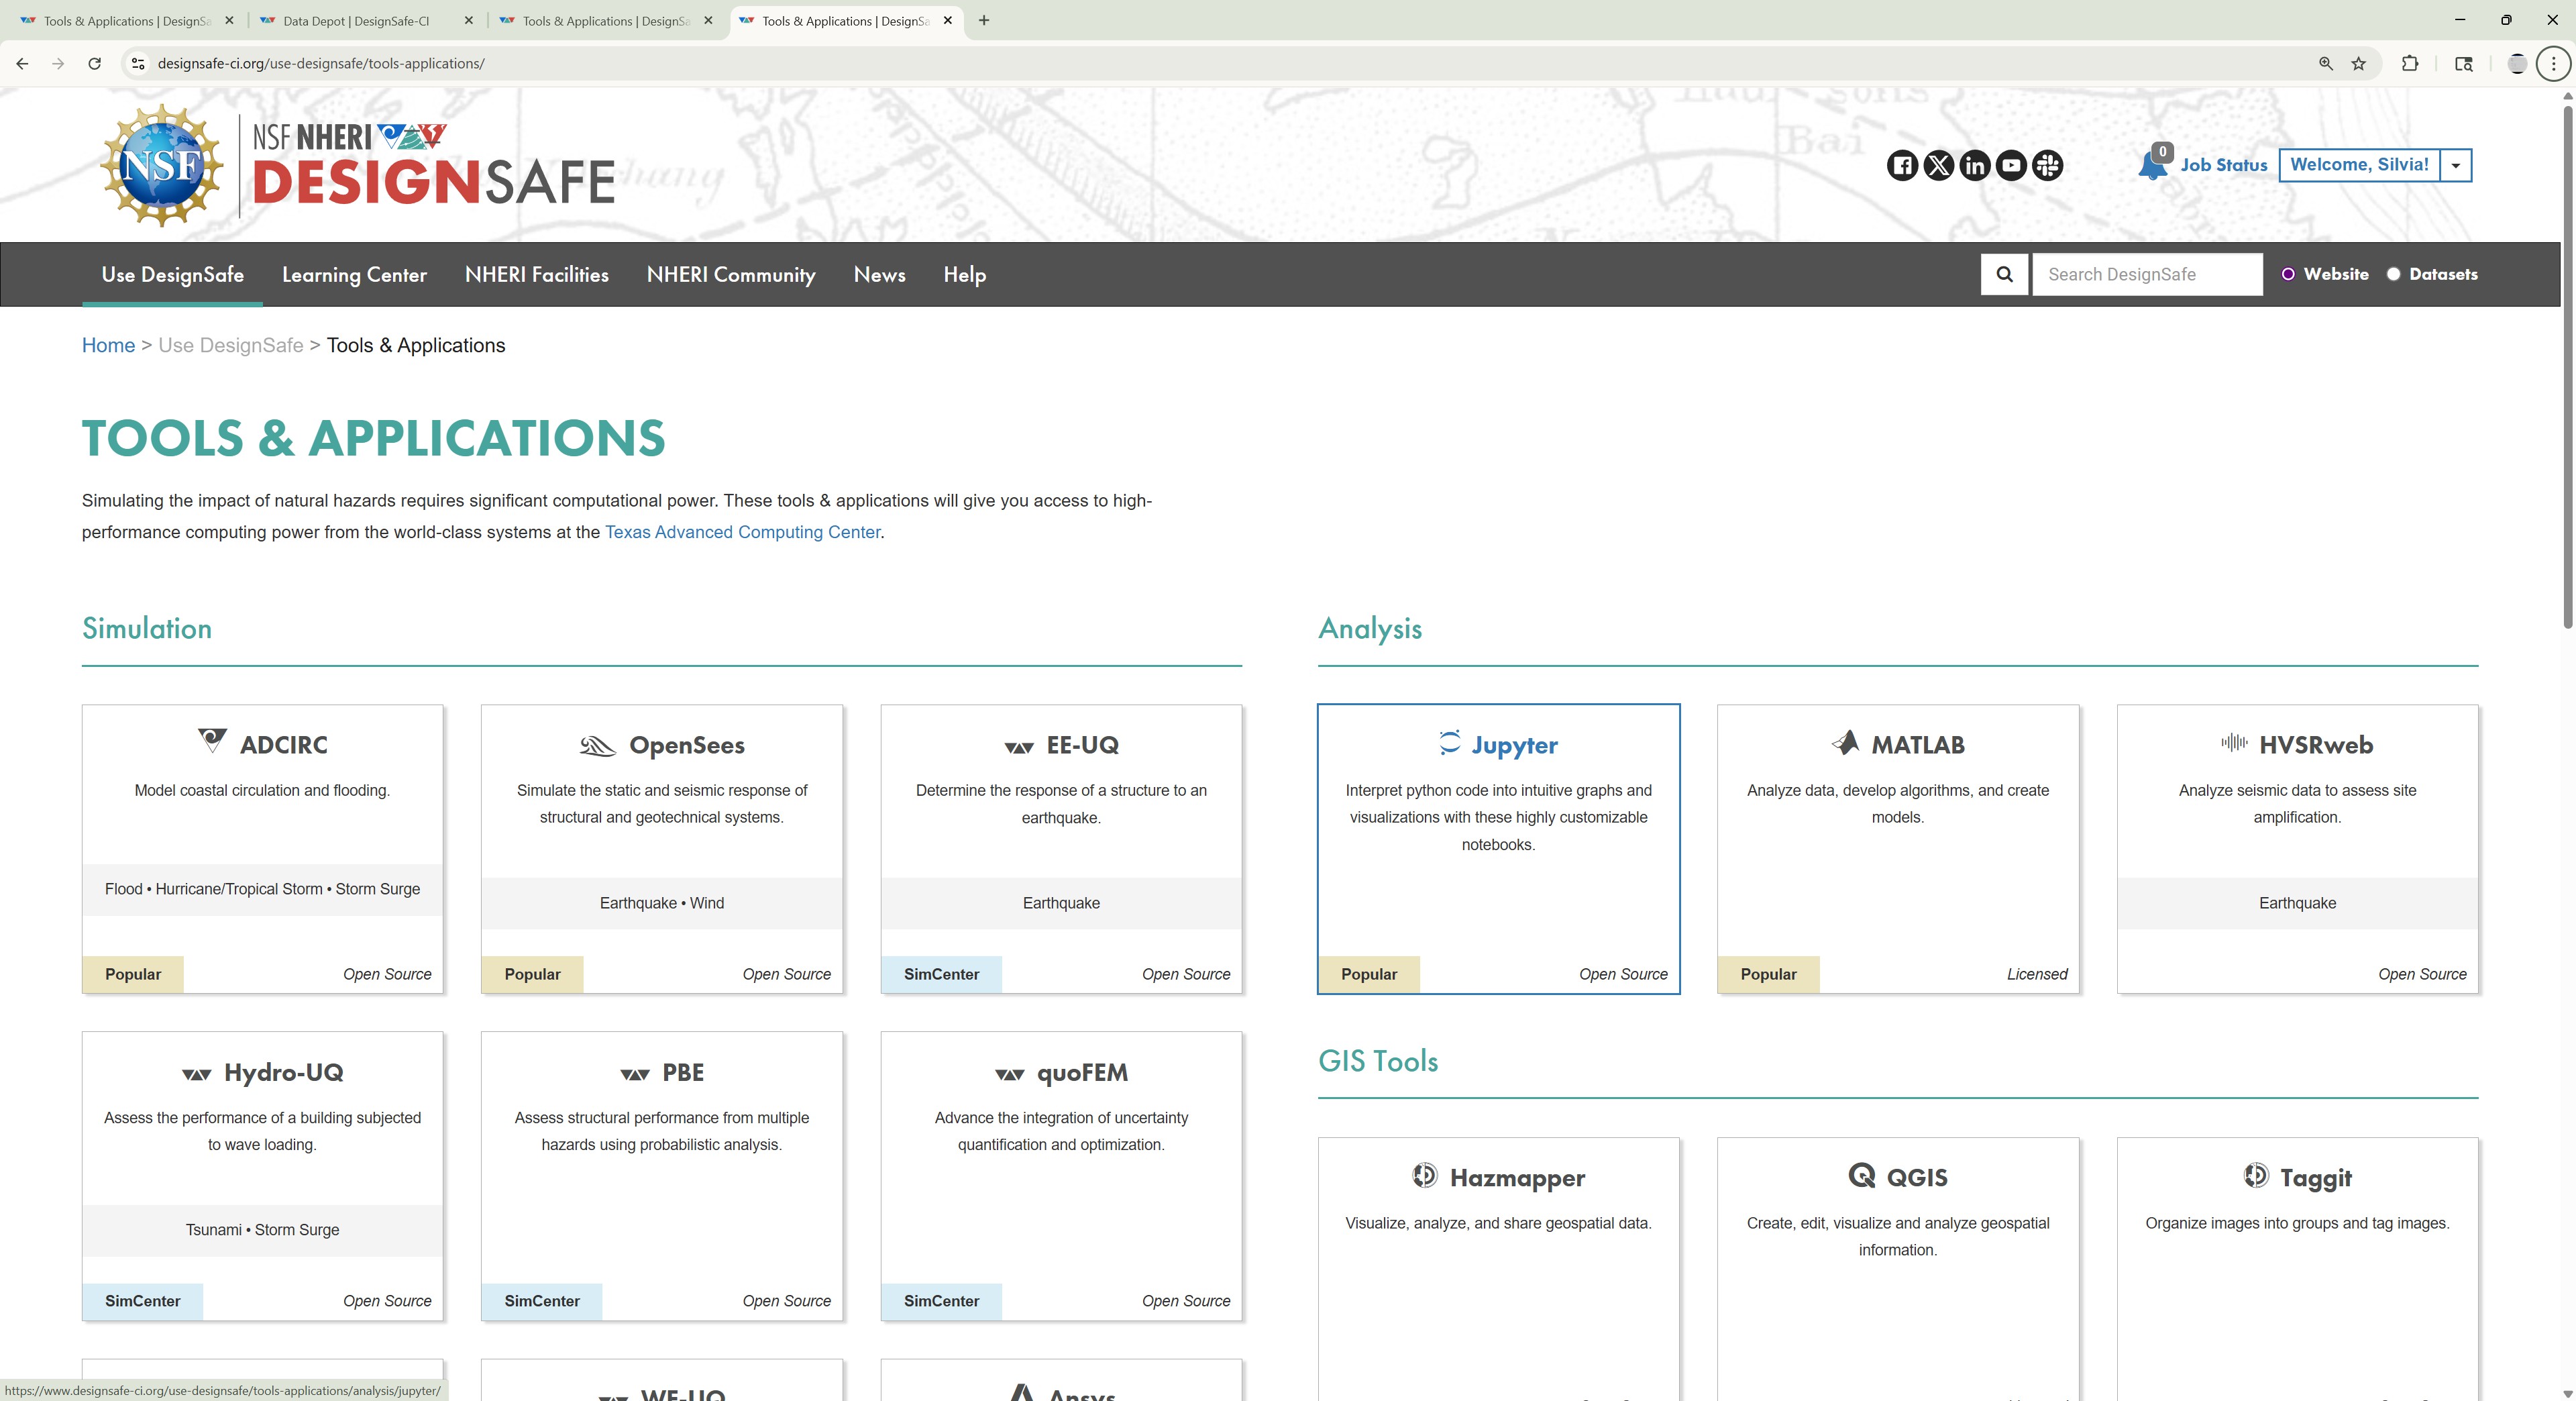 Tools & Applications | DesignSa
Data Depot | DesignSafe-CI
Tools & Applications | DesignSa
Tools & Applications | DesignSa
designsafe-ci.org/use-designsafe/tools-applications/
NSF
NSF NHERI
DESIGNSAFE
0
Job Status
Welcome, Silvia!
Use DesignSafe
Learning Center
NHERI Facilities
NHERI Community
News
Help
Search DesignSafe
Website
Datasets
Home > Use DesignSafe > Tools & Applications
TOOLS & APPLICATIONS
Simulating the impact of natural hazards requires significant computational power. These tools & applications will give you access to high-
performance computing power from the world-class systems at the Texas Advanced Computing Center.
Simulation
ADCIRC
Model coastal circulation and flooding.
Flood • Hurricane/Tropical Storm • Storm Surge
Popular
Open Source
OpenSees
Simulate the static and seismic response of
structural and geotechnical systems.
Earthquake • Wind
Popular
Open Source
EE-UQ
Determine the response of a structure to an
earthquake.
Earthquake
SimCenter
Open Source
Hydro-UQ
Assess the performance of a building subjected
to wave loading.
Tsunami • Storm Surge
SimCenter
Open Source
PBE
Assess structural performance from multiple
hazards using probabilistic analysis.
SimCenter
Open Source
quoFEM
Advance the integration of uncertainty
quantification and optimization.
SimCenter
Open Source
WE-UQ
Ansys
Analysis
Jupyter
Interpret python code into intuitive graphs and
visualizations with these highly customizable
notebooks.
Popular
Open Source
MATLAB
Analyze data, develop algorithms, and create
models.
Popular
Licensed
HVSRweb
Analyze seismic data to assess site
amplification.
Earthquake
Open Source
GIS Tools
Hazmapper
Visualize, analyze, and share geospatial data.
QGIS
Create, edit, visualize and analyze geospatial
information.
Taggit
Organize images into groups and tag images.
https://www.designsafe-ci.org/use-designsafe/tools-applications/analysis/jupyter/